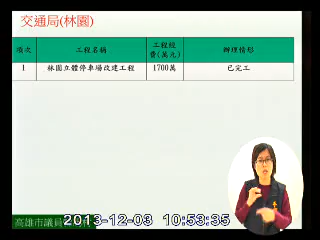 交通局(林園)
項次 工程名稱 工程經費(萬元) 辦理情形
1 林園立體停車場改建工程 1700萬 已完工
高雄市議員
2013-12-03 10:53:35